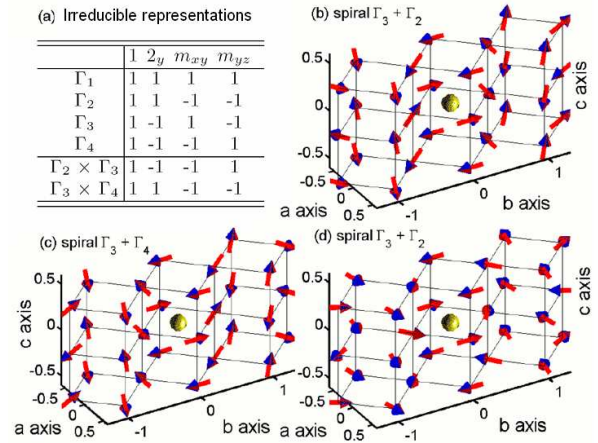 (a) Irreducible representations
1 2y mxy myz
Γ1 1 1 1 1
Γ2 1 1 -1 -1
Γ3 1 -1 1 -1
Γ4 1 -1 -1 1
Γ2 × Γ3 1 -1 -1 1
Γ3 × Γ4 1 1 -1 -1
(b) spiral Γ3 + Γ2
0.5
0
-0.5
-0.5
0
0.5
-1
0
1
a axis
b axis
c axis
(c) spiral Γ3 + Γ4
0.5
0
-0.5
-0.5
0
0.5
-1
0
1
c axis
a axis
b axis
(d) spiral Γ3 + Γ2
0.5
0
-0.5
-0.5
0
0.5
-1
0
1
a axis
b axis
c axis